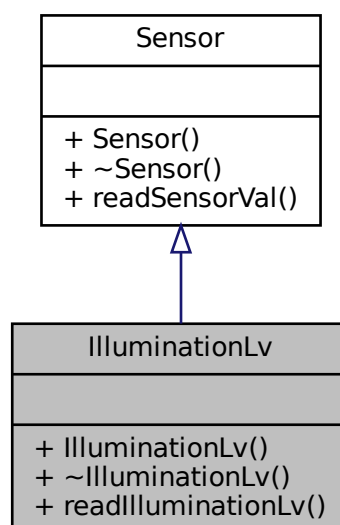 Sensor
+ Sensor()
+ ~Sensor()
+ readSensorVal()
IlluminationLv
+ IlluminationLv()
+ ~IlluminationLv()
+ readIlluminationLv()